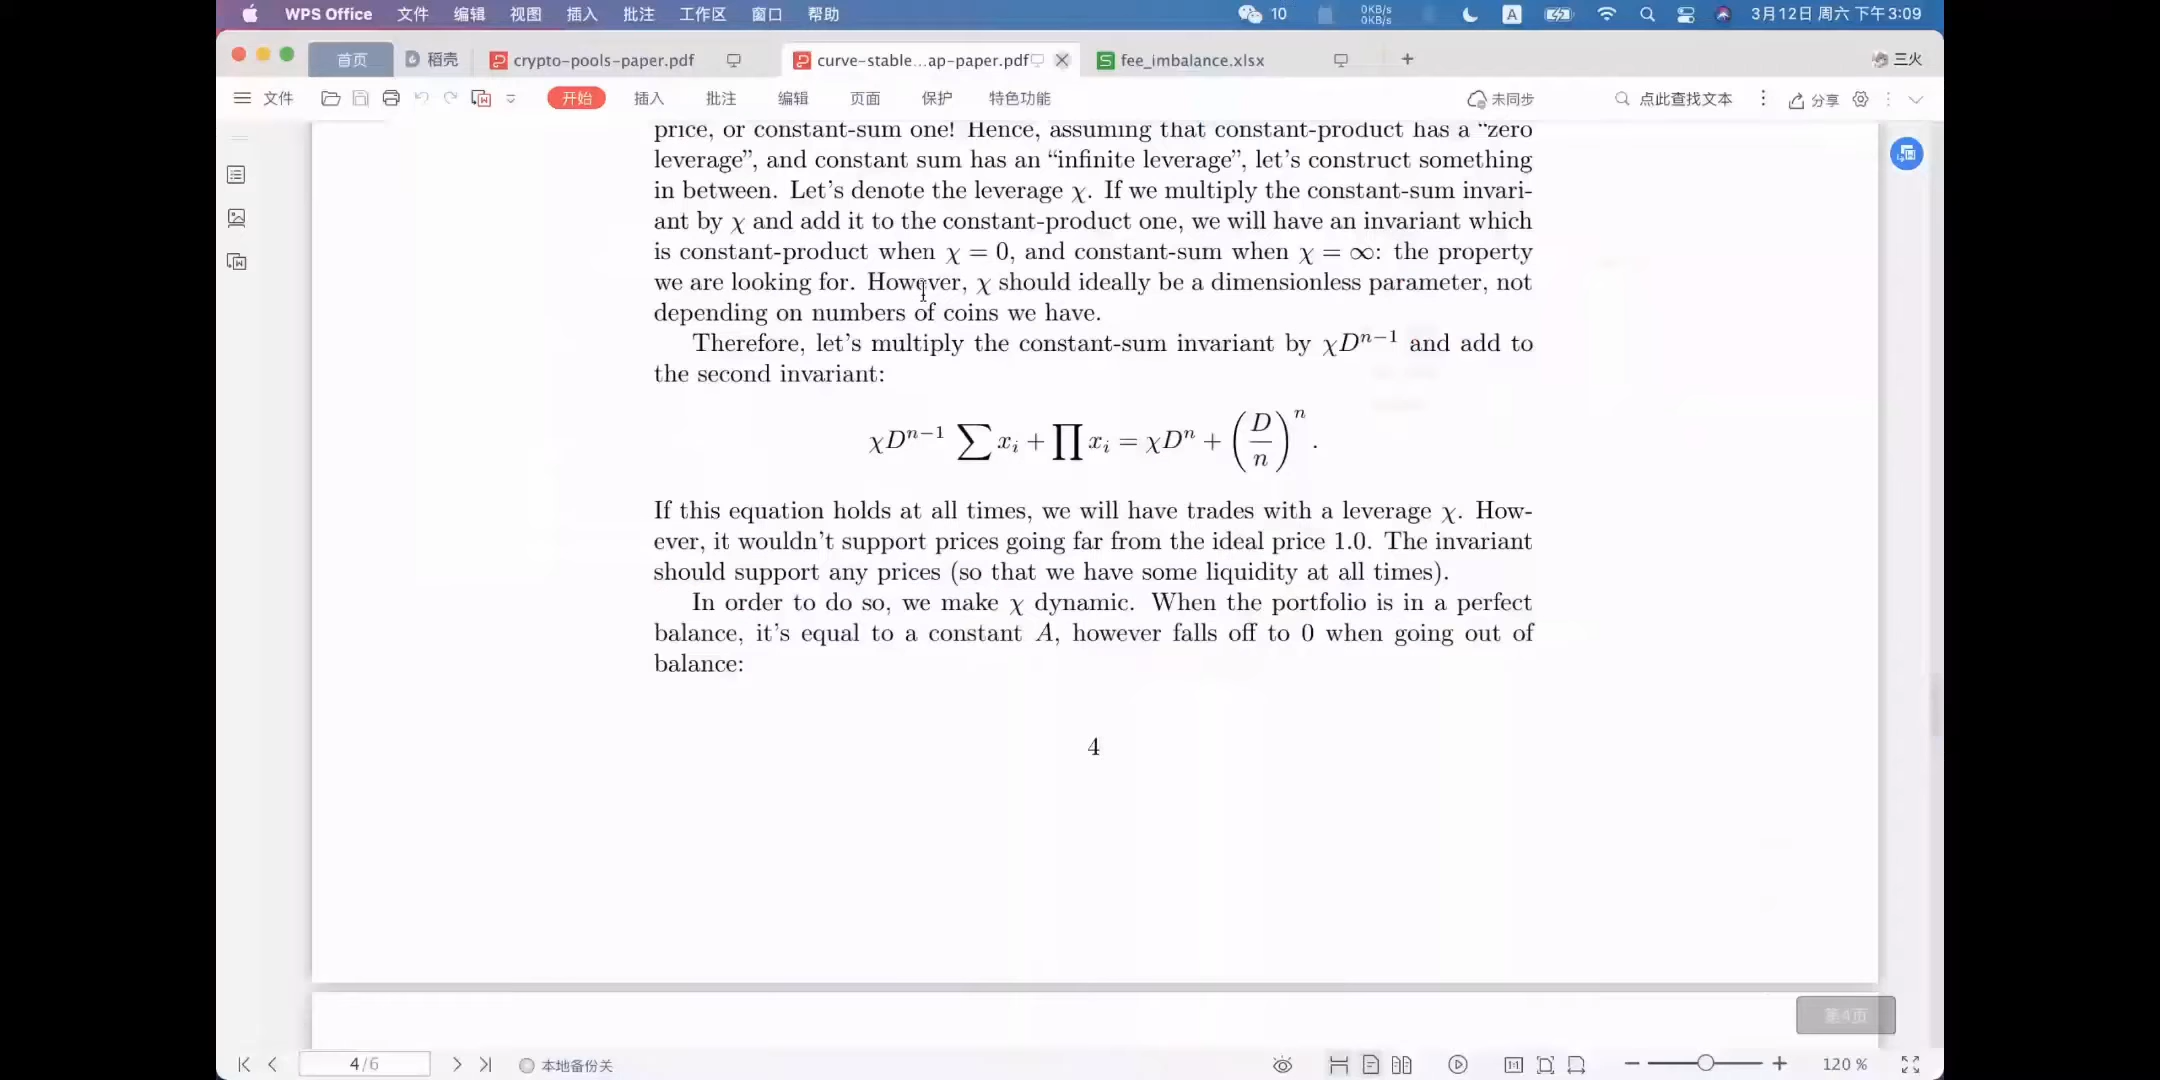 WPS Office 文件 编辑 视图 插入 批注 工作区 窗口 帮助 10 0KB/s 0KB/s A 3月12日 周六 下午3:09
首页 稻壳 crypto-pools-paper.pdf curve-stable...ap-paper.pdf fee_imbalance.xlsx + 三火
文件 开始 插入 批注 编辑 页面 保护 特色功能 未同步 点此查找文本 分享
price, or constant-sum one! Hence, assuming that constant-product has a “zero
leverage”, and constant sum has an “infinite leverage”, let’s construct something
in between. Let’s denote the leverage χ. If we multiply the constant-sum invari-
ant by χ and add it to the constant-product one, we will have an invariant which
is constant-product when χ = 0, and constant-sum when χ = ∞: the property
we are looking for. However, χ should ideally be a dimensionless parameter, not
depending on numbers of coins we have.
Therefore, let’s multiply the constant-sum invariant by χDⁿ⁻¹ and add to
the second invariant:
χDⁿ⁻¹ ∑ xᵢ + ∏ xᵢ = χDⁿ + (D/n)ⁿ.
If this equation holds at all times, we will have trades with a leverage χ. How-
ever, it wouldn’t support prices going far from the ideal price 1.0. The invariant
should support any prices (so that we have some liquidity at all times).
In order to do so, we make χ dynamic. When the portfolio is in a perfect
balance, it’s equal to a constant A, however falls off to 0 when going out of
balance:
4
第4页
4/6 本地备份关 120 %